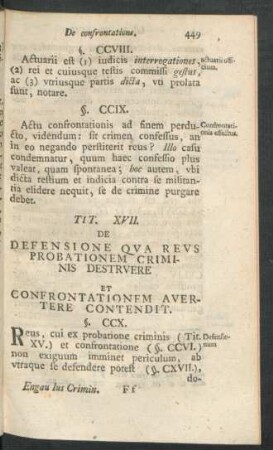 De confrontatione. 449
§. CCVIII.
Actuarii est (1) iudicis interrogationes, actuarii offi-
(2) rei et cuiusque testis commissi gestus, cium.
ac (3) vtriusque partis dicta, vti prolata
sunt, notare.
§. CCIX.
Actu confrontationis ad finem perdu- Confrontati-
cto, videndum: sit crimen confessus, an onis effectus.
in eo negando perstiterit reus? Illo casu
condemnatur, quum haec confessio plus
valeat, quam spontanea; hoc autem, vbi
dicta testium et indicia contra se militan-
tia elidere nequit, se de crimine purgare
debet.
TIT. XVII.
DE
DEFENSIONE QVA REVS
PROBATIONEM CRIMI-
NIS DESTRVERE
ET
CONFRONTATIONEM AVER-
TERE CONTENDIT.
§. CCX.
Reus, cui ex probatione criminis (Tit. Defensio-
XV.) et confrontatione (§. CCVI.) num
non exiguum imminet periculum, ab
vtraque se defendere potest (§. CXVII.),
do-
Engau Ius Crimin. F f